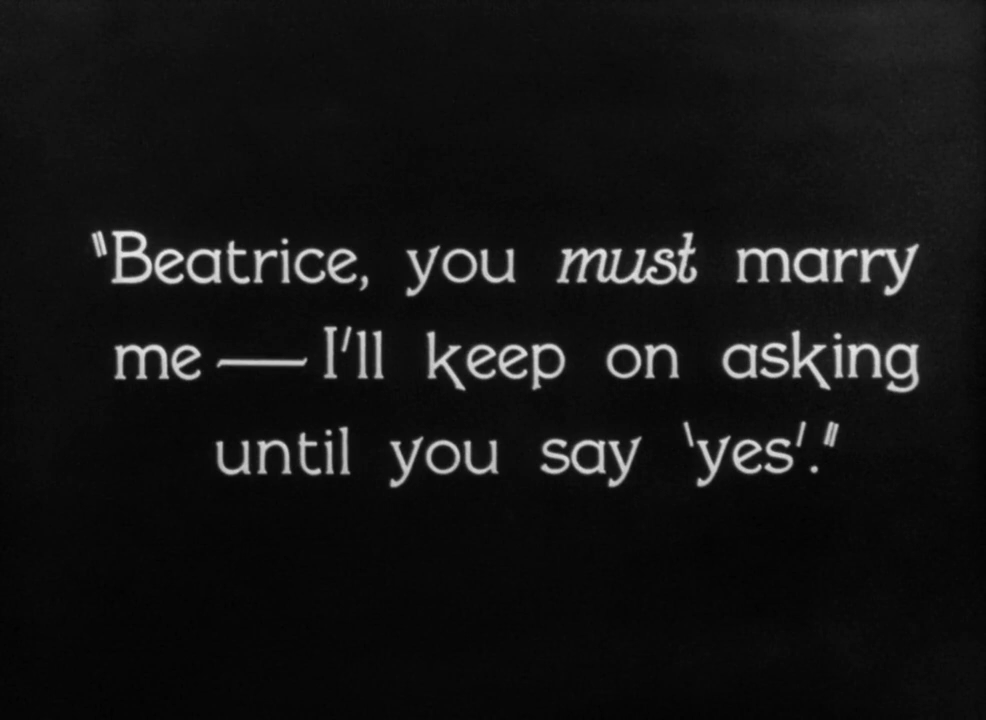 "Beatrice, you must marry
me — I'll keep on asking
until you say 'yes'."